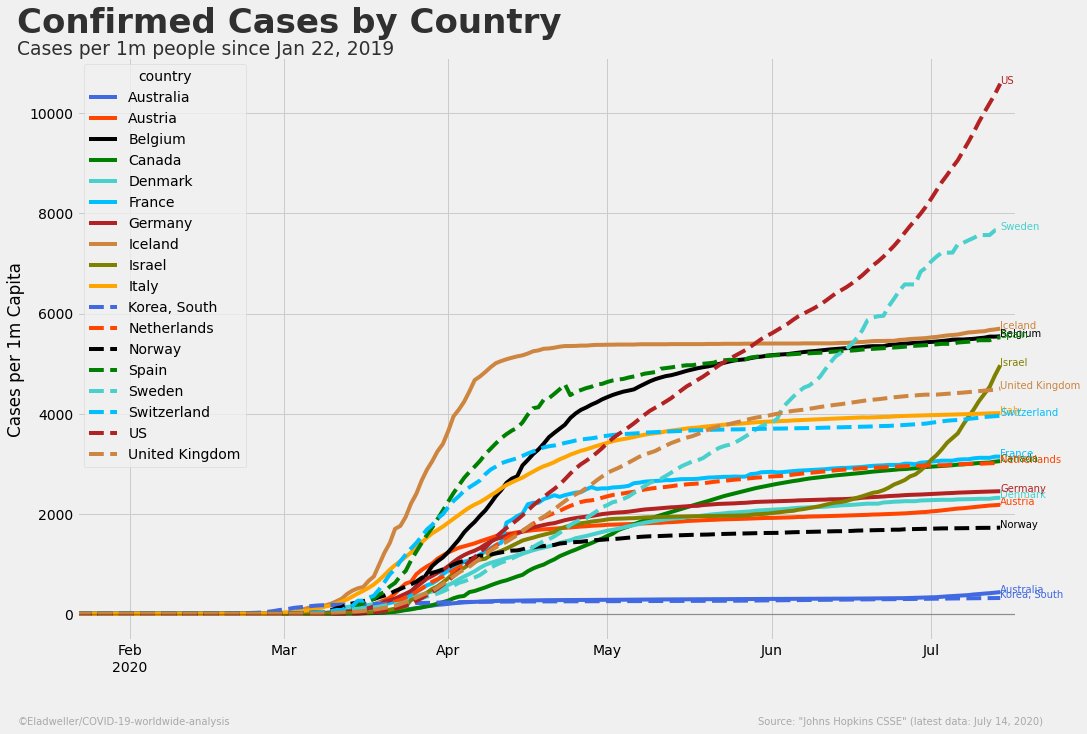 Confirmed Cases by Country
Cases per 1m people since Jan 22, 2019
country
Australia
Austria
Belgium
Canada
Denmark
France
Germany
Iceland
Israel
Italy
Korea, South
Netherlands
Norway
Spain
Sweden
Switzerland
US
United Kingdom
Cases per 1m Capita
10000
8000
6000
4000
2000
0
US
Sweden
Iceland
Belgium
Israel
United Kingdom
Italy
Switzerland
France
Canada
Netherlands
Germany
Denmark
Austria
Norway
Australia
Korea, South
Feb Mar Apr May Jun Jul
2020
©Eladweller/COVID-19-worldwide-analysis Source: "Johns Hopkins CSSE" (latest data: July 14, 2020)